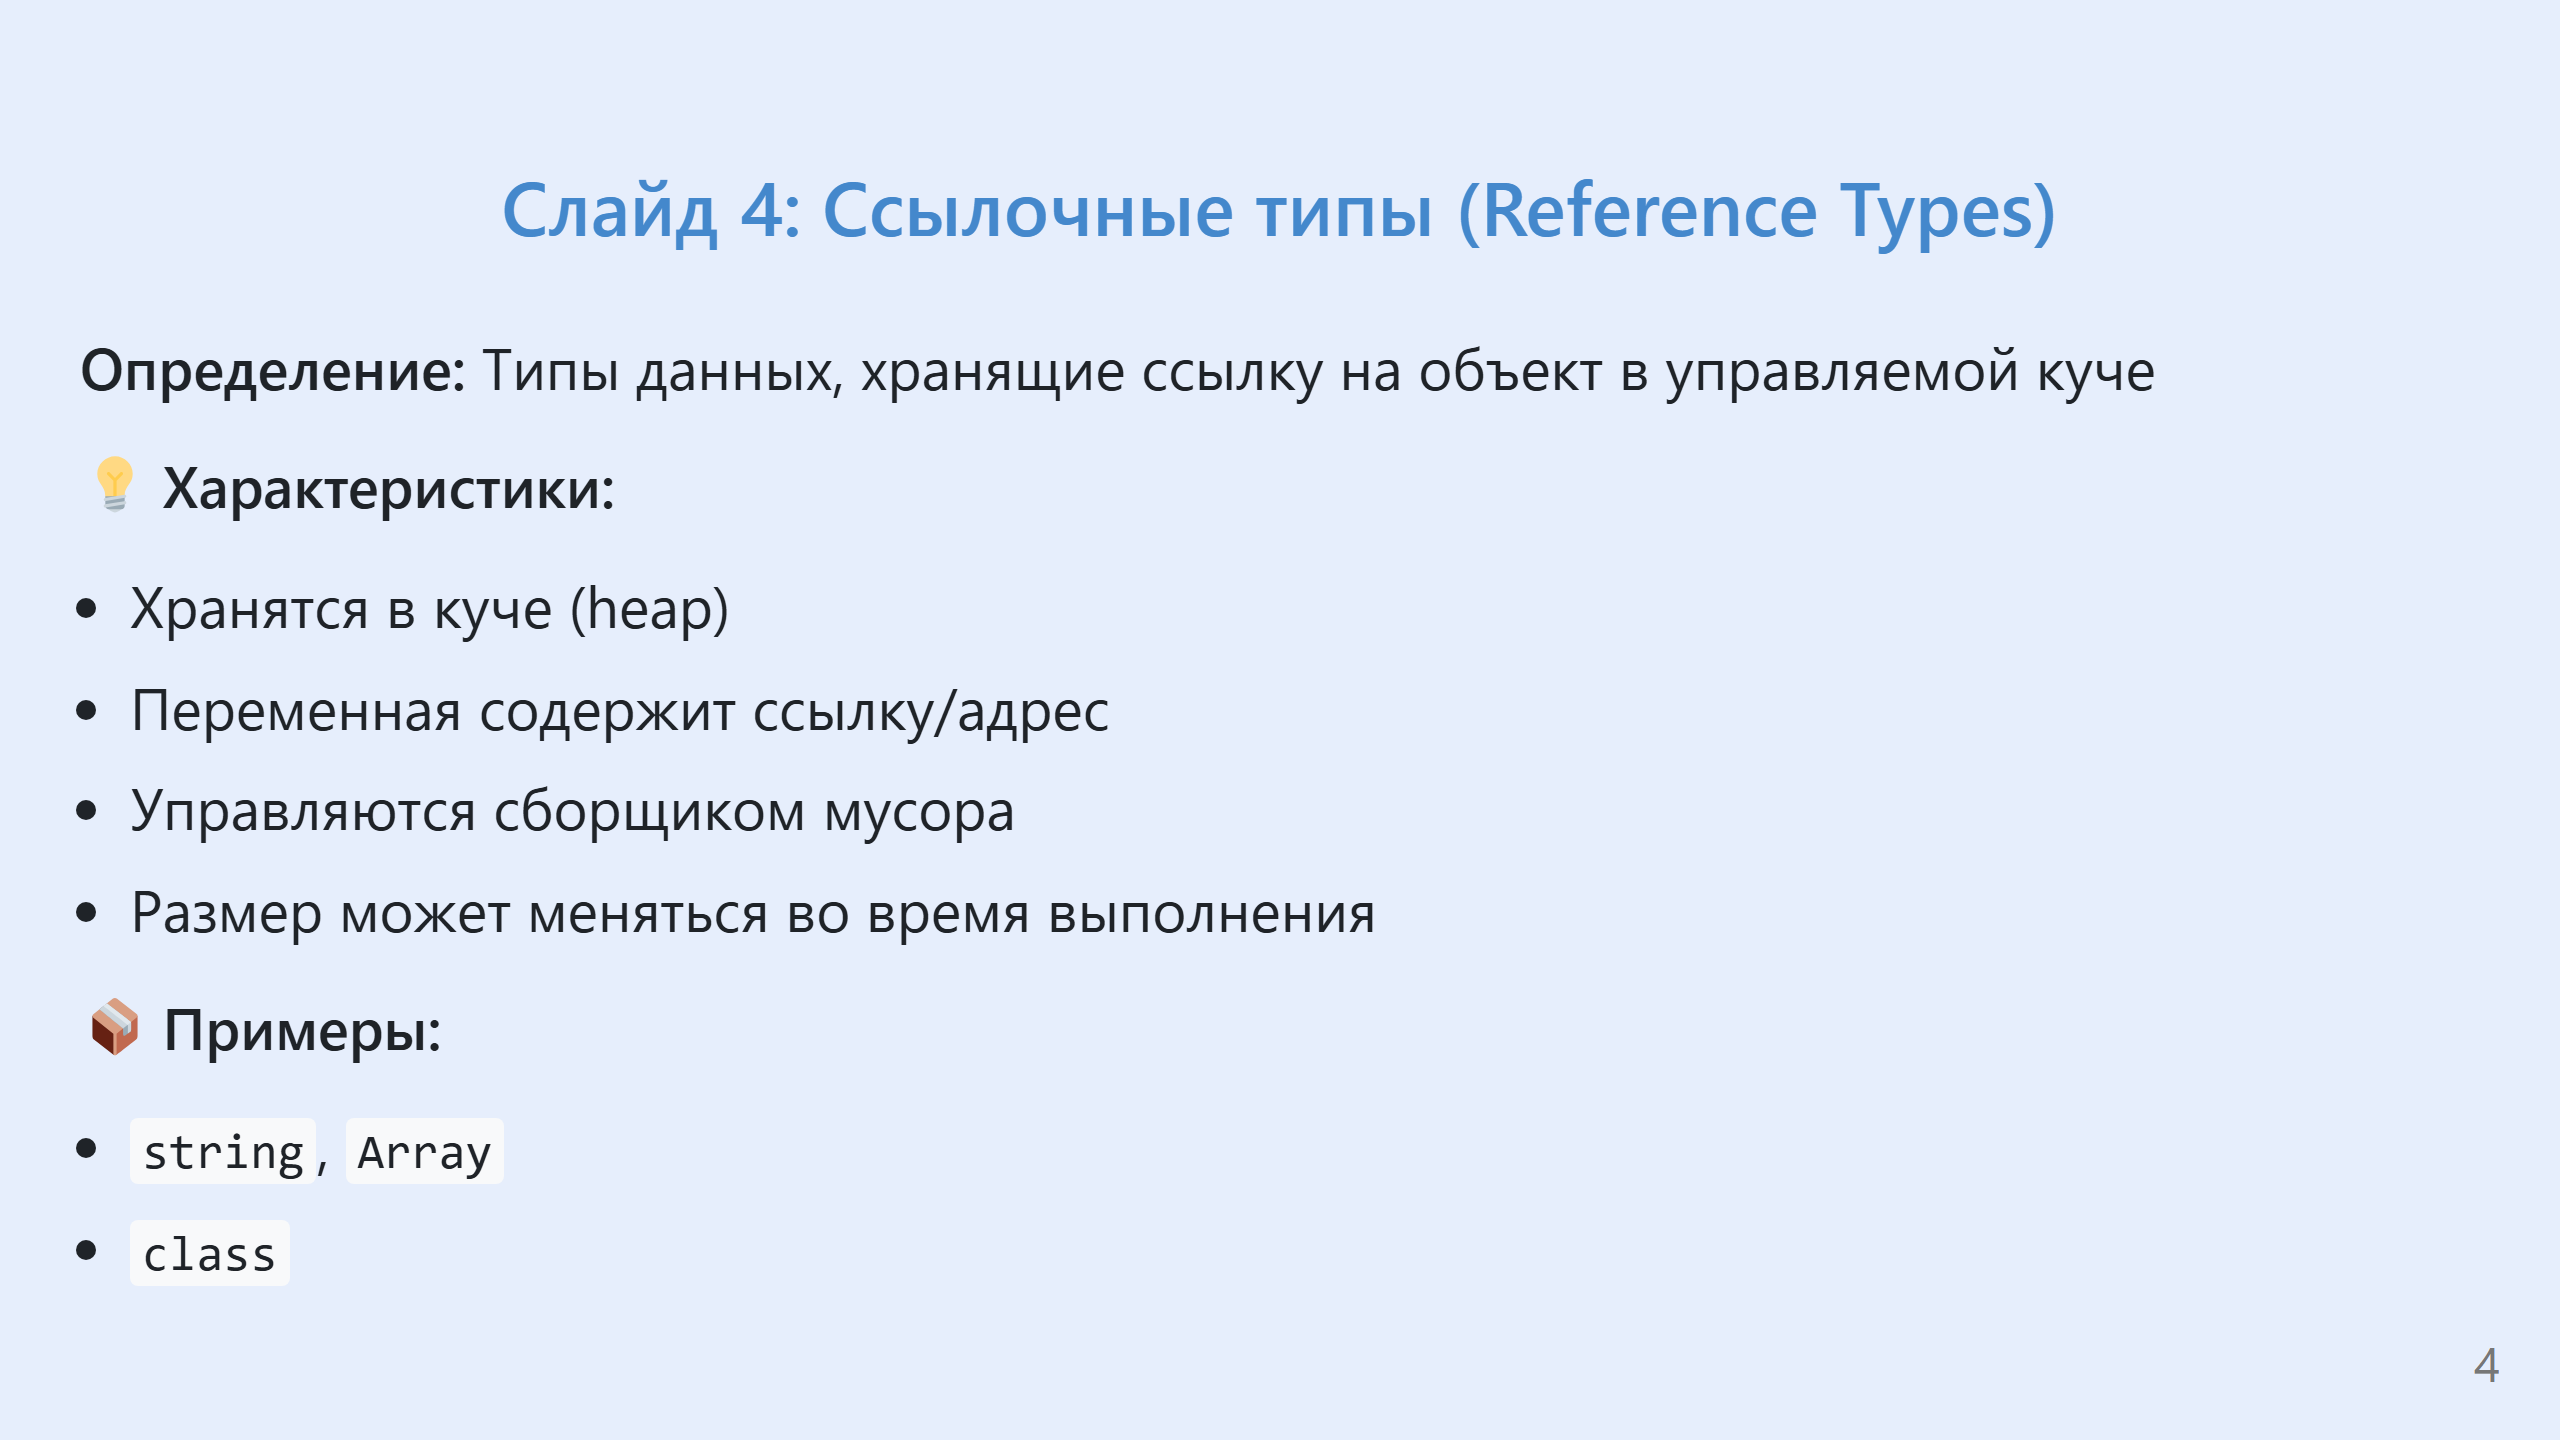 Слайд 4: Ссылочные типы (Reference Types)
Определение: Типы данных, хранящие ссылку на объект в управляемой куче
💡 Характеристики:
• Хранятся в куче (heap)
• Переменная содержит ссылку/адрес
• Управляются сборщиком мусора
• Размер может меняться во время выполнения
📦 Примеры:
• string, Array
• class
4